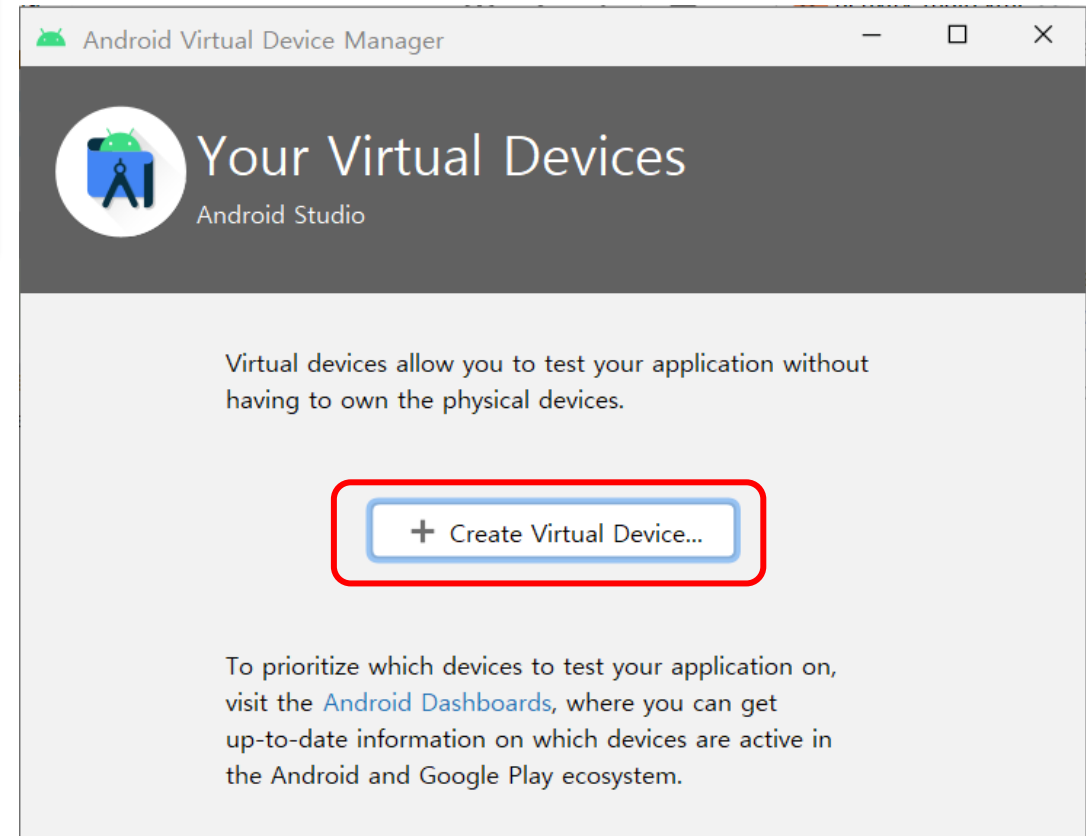 Android Virtual Device Manager
Your Virtual Devices
Android Studio
Virtual devices allow you to test your application without
having to own the physical devices.
+ Create Virtual Device...
To prioritize which devices to test your application on,
visit the Android Dashboards, where you can get
up-to-date information on which devices are active in
the Android and Google Play ecosystem.